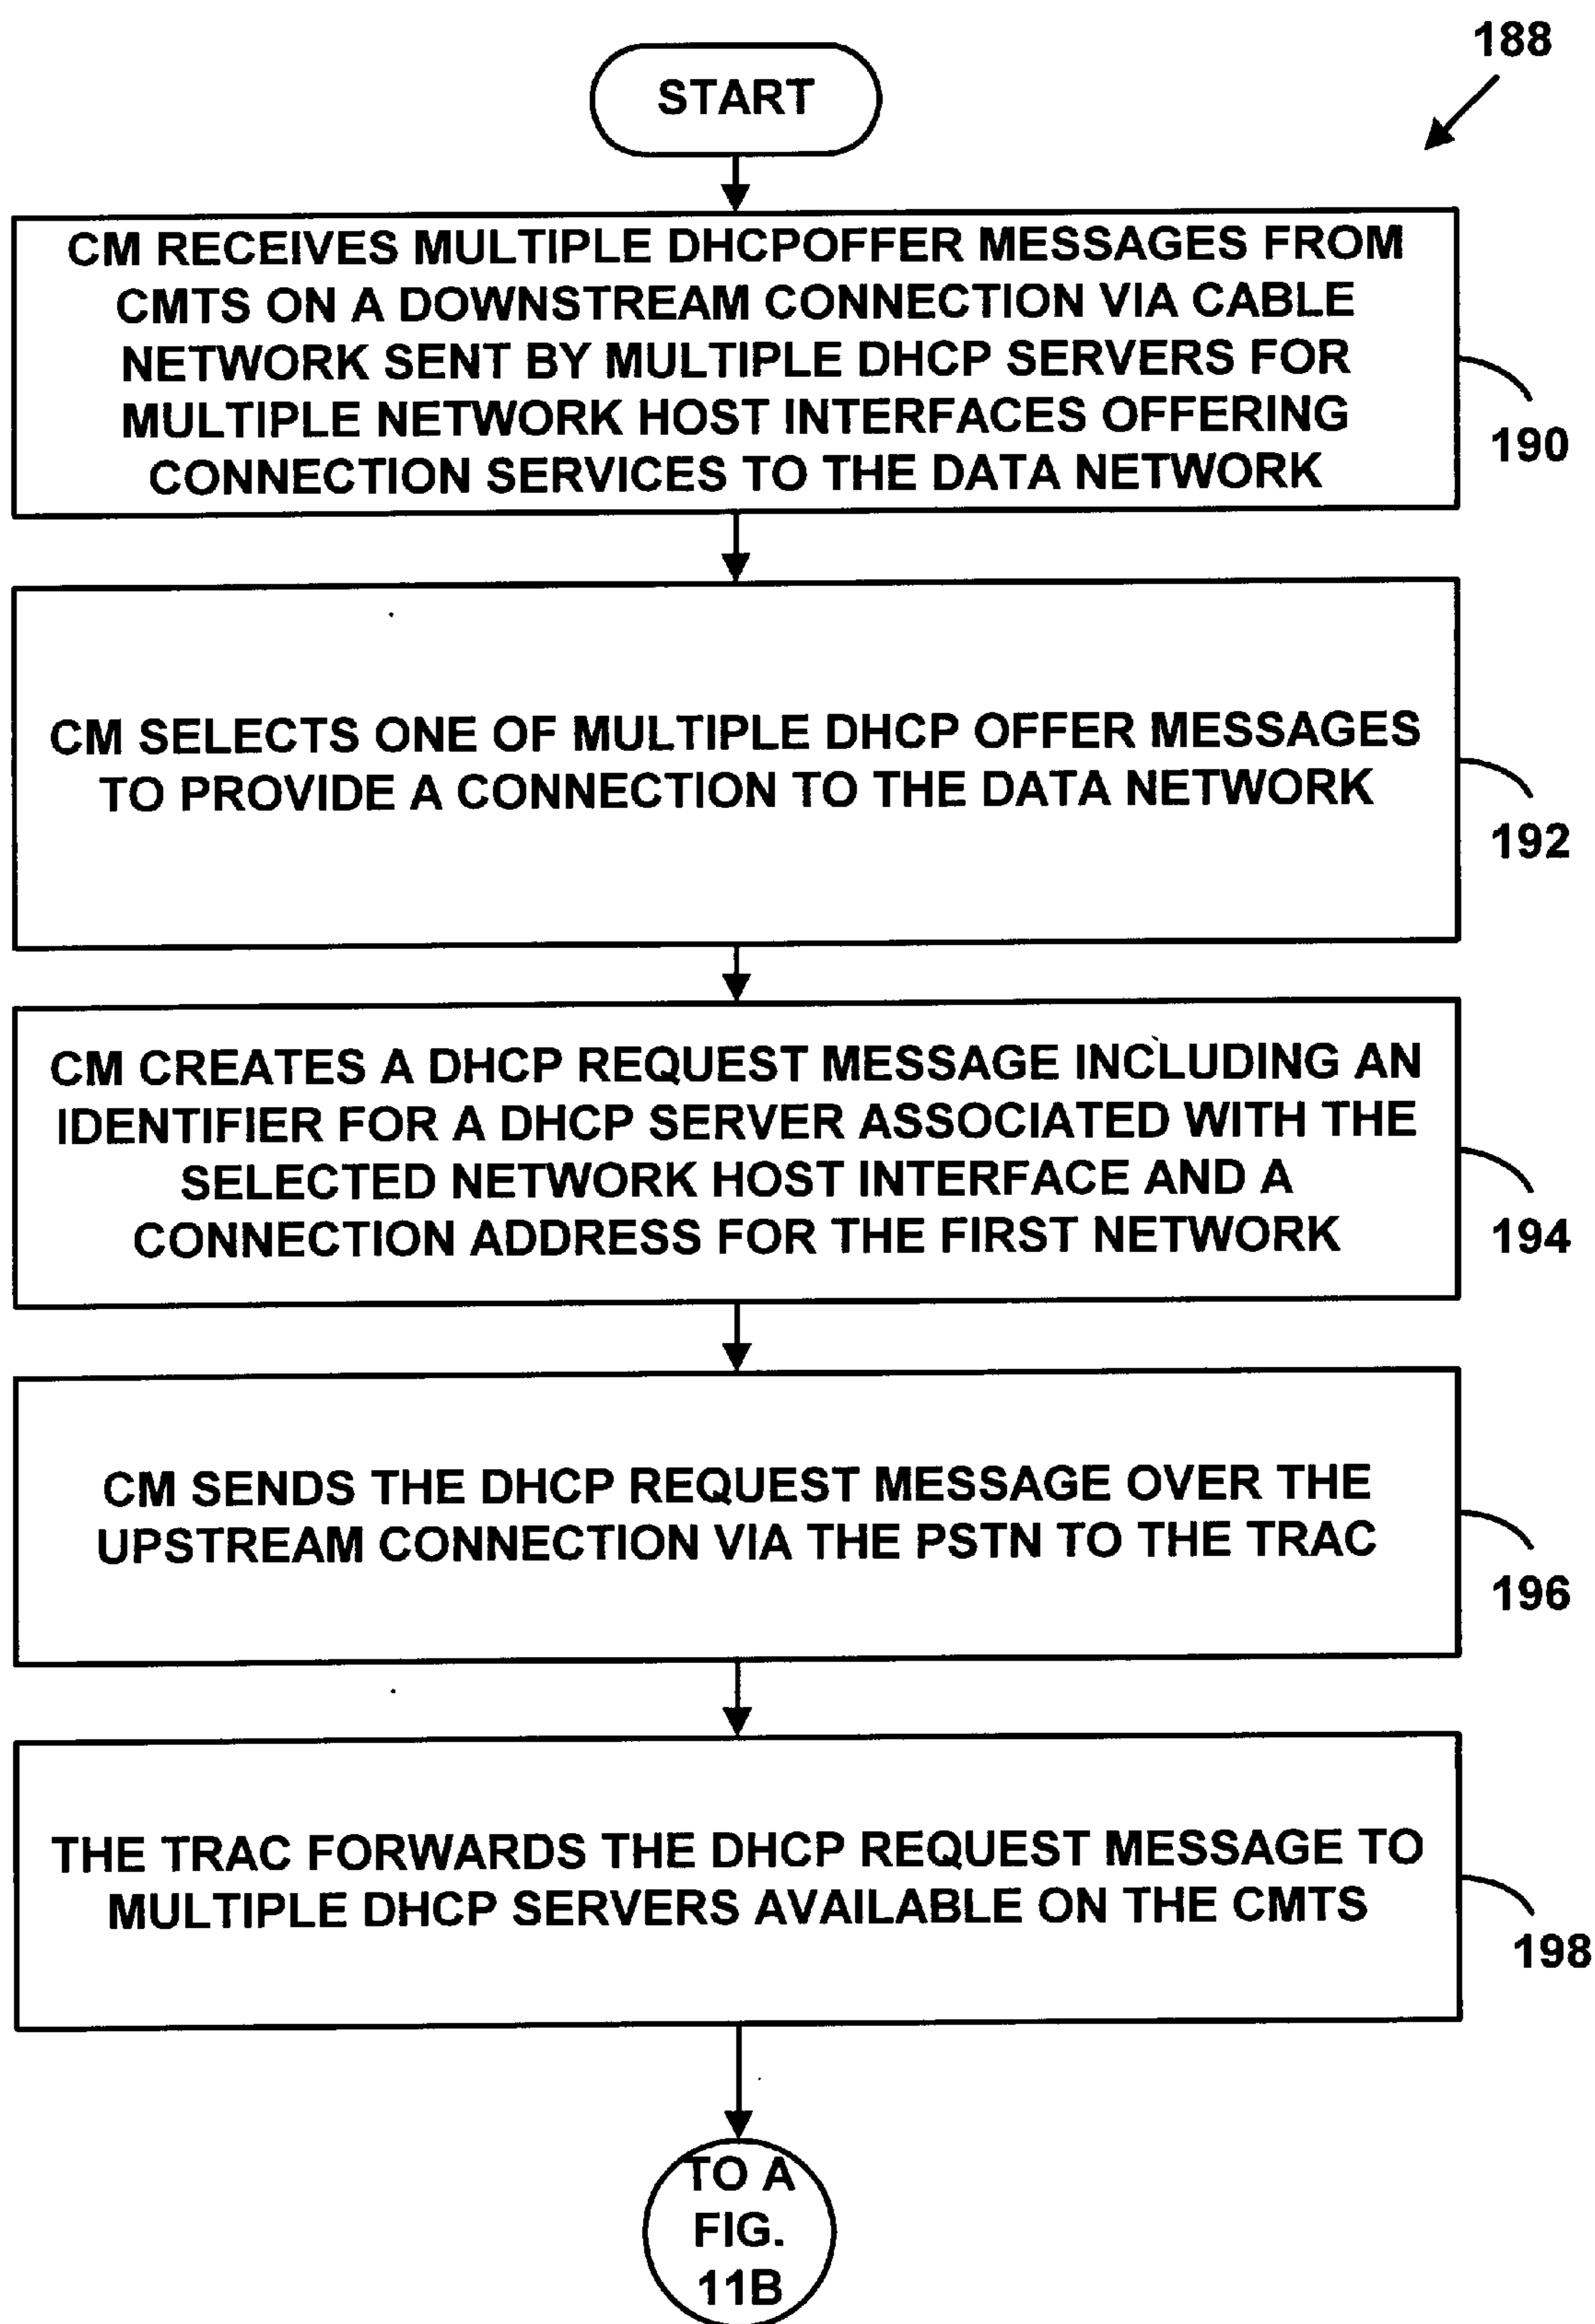 188
START
CM RECEIVES MULTIPLE DHCPOFFER MESSAGES FROM
CMTS ON A DOWNSTREAM CONNECTION VIA CABLE
NETWORK SENT BY MULTIPLE DHCP SERVERS FOR
MULTIPLE NETWORK HOST INTERFACES OFFERING
CONNECTION SERVICES TO THE DATA NETWORK
190
CM SELECTS ONE OF MULTIPLE DHCP OFFER MESSAGES
TO PROVIDE A CONNECTION TO THE DATA NETWORK
192
CM CREATES A DHCP REQUEST MESSAGE INCLUDING AN
IDENTIFIER FOR A DHCP SERVER ASSOCIATED WITH THE
SELECTED NETWORK HOST INTERFACE AND A
CONNECTION ADDRESS FOR THE FIRST NETWORK
194
CM SENDS THE DHCP REQUEST MESSAGE OVER THE
UPSTREAM CONNECTION VIA THE PSTN TO THE TRAC
196
THE TRAC FORWARDS THE DHCP REQUEST MESSAGE TO
MULTIPLE DHCP SERVERS AVAILABLE ON THE CMTS
198
TO A
FIG.
11B